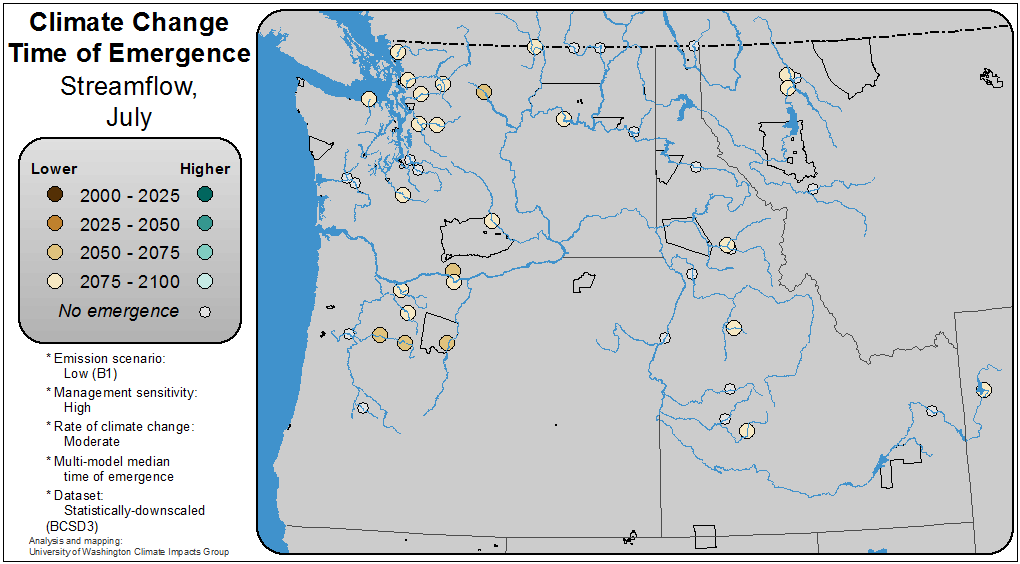 Climate Change
Time of Emergence
Streamflow,
July
Lower Higher
2000 - 2025
2025 - 2050
2050 - 2075
2075 - 2100
No emergence
* Emission scenario:
Low (B1)
* Management sensitivity:
High
* Rate of climate change:
Moderate
* Multi-model median
time of emergence
* Dataset:
Statistically-downscaled
(BCSD3)
Analysis and mapping:
University of Washington Climate Impacts Group